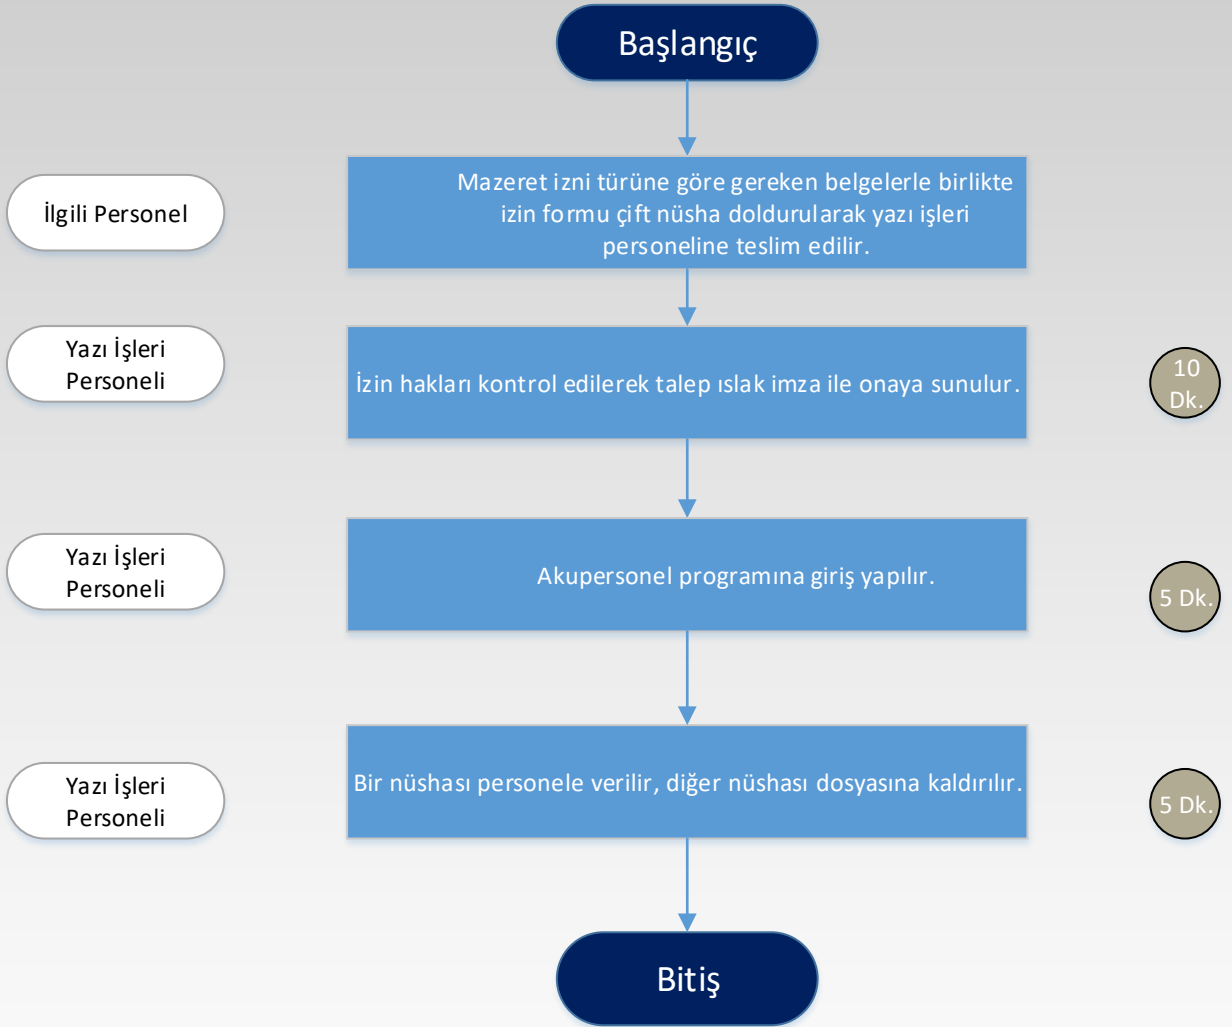 Başlangıç
İlgili Personel
Mazeret izni türüne göre gereken belgelerle birlikte
izin formu çift nüsha doldurularak yazı işleri
personeline teslim edilir.
Yazı İşleri
Personeli
İzin hakları kontrol edilerek talep ıslak imza ile onaya sunulur.
10
Dk.
Yazı İşleri
Personeli
Akupersonel programına giriş yapılır.
5 Dk.
Yazı İşleri
Personeli
Bir nüshası personele verilir, diğer nüshası dosyasına kaldırılır.
5 Dk.
Bitiş